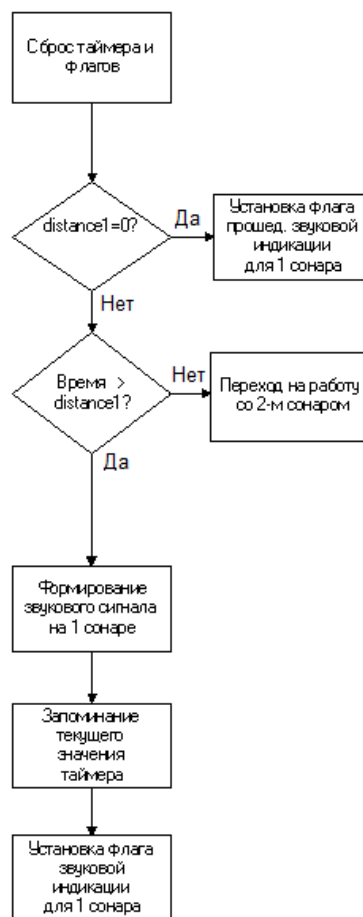 Сброс таймера и
флагов
distance1=0?
Да
Установка флага
прошед. звуковой
индикации
для 1 сонара
Нет
Время >
distance1?
Нет
Переход на работу
со 2-м сонаром
Да
Формирование
звукового сигнала
на 1 сонаре
Запоминание
текущего
значения
таймера
Установка флага
звуковой
индикации
для 1 сонара